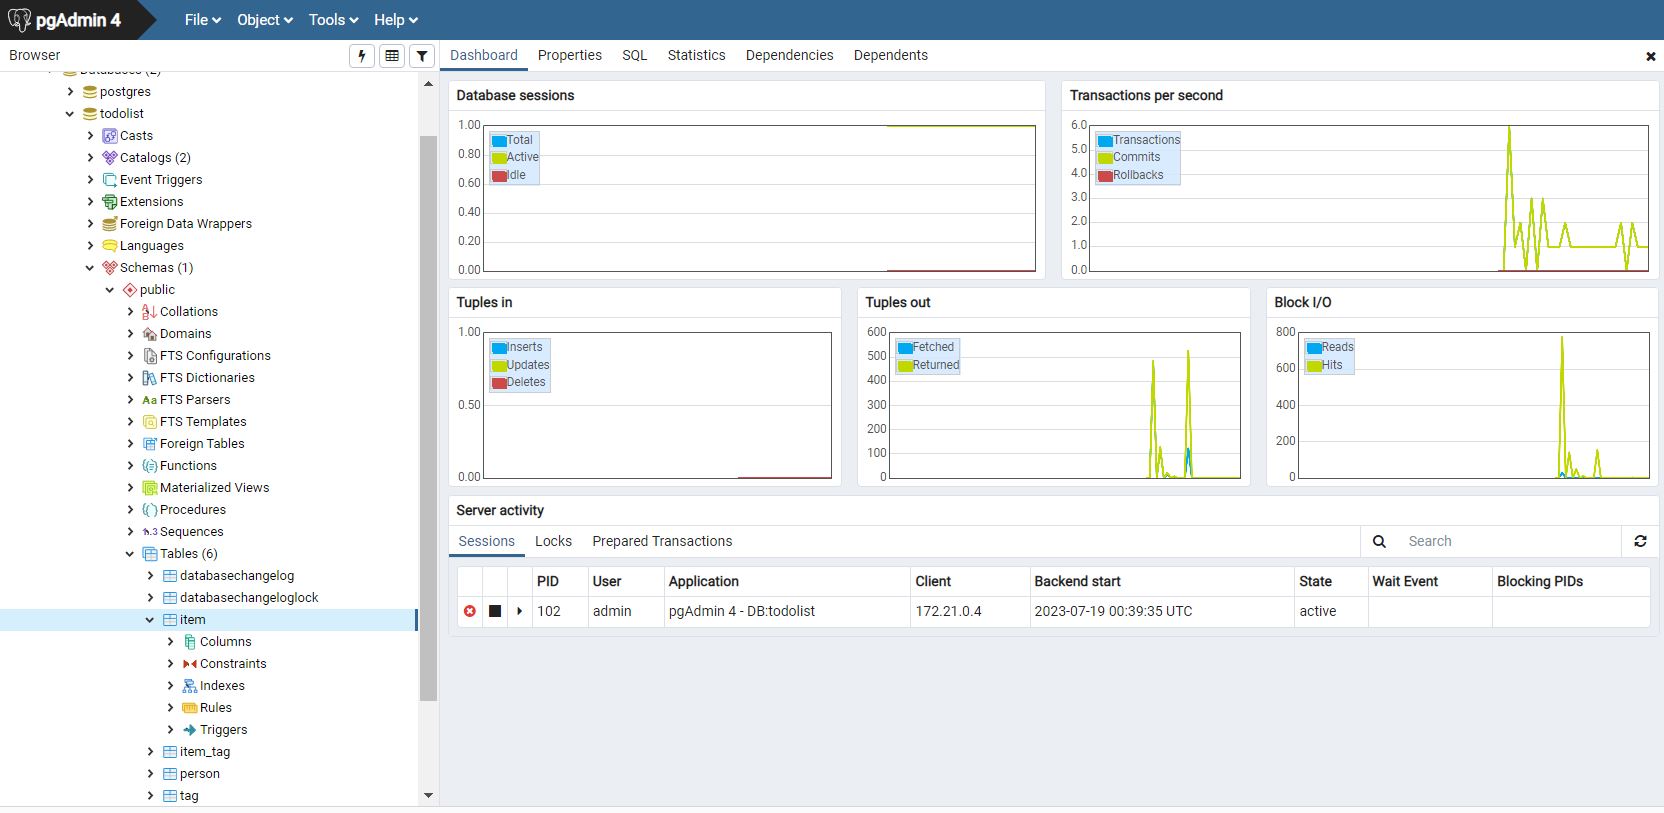 pgAdmin 4
File Object Tools Help
Browser
Dashboard Properties SQL Statistics Dependencies Dependents
Databases (2)
postgres
todolist
Casts
Catalogs (2)
Event Triggers
Extensions
Foreign Data Wrappers
Languages
Schemas (1)
public
Collations
Domains
FTS Configurations
FTS Dictionaries
Aa FTS Parsers
FTS Templates
Foreign Tables
Functions
Materialized Views
Procedures
1..3 Sequences
Tables (6)
databasechangelog
databasechangeloglock
item
Columns
Constraints
Indexes
Rules
Triggers
item_tag
person
tag
Database sessions
1.00
0.80
0.60
0.40
0.20
0.00
Total
Active
Idle
Transactions per second
6.0
5.0
4.0
3.0
2.0
1.0
0.0
Transactions
Commits
Rollbacks
Tuples in
1.00
0.50
0.00
Inserts
Updates
Deletes
Tuples out
600
500
400
300
200
100
0
Fetched
Returned
Block I/O
800
600
400
200
0
Reads
Hits
Server activity
Sessions Locks Prepared Transactions
Search
PID User Application Client Backend start State Wait Event Blocking PIDs
102 admin pgAdmin 4 - DB:todolist 172.21.0.4 2023-07-19 00:39:35 UTC active